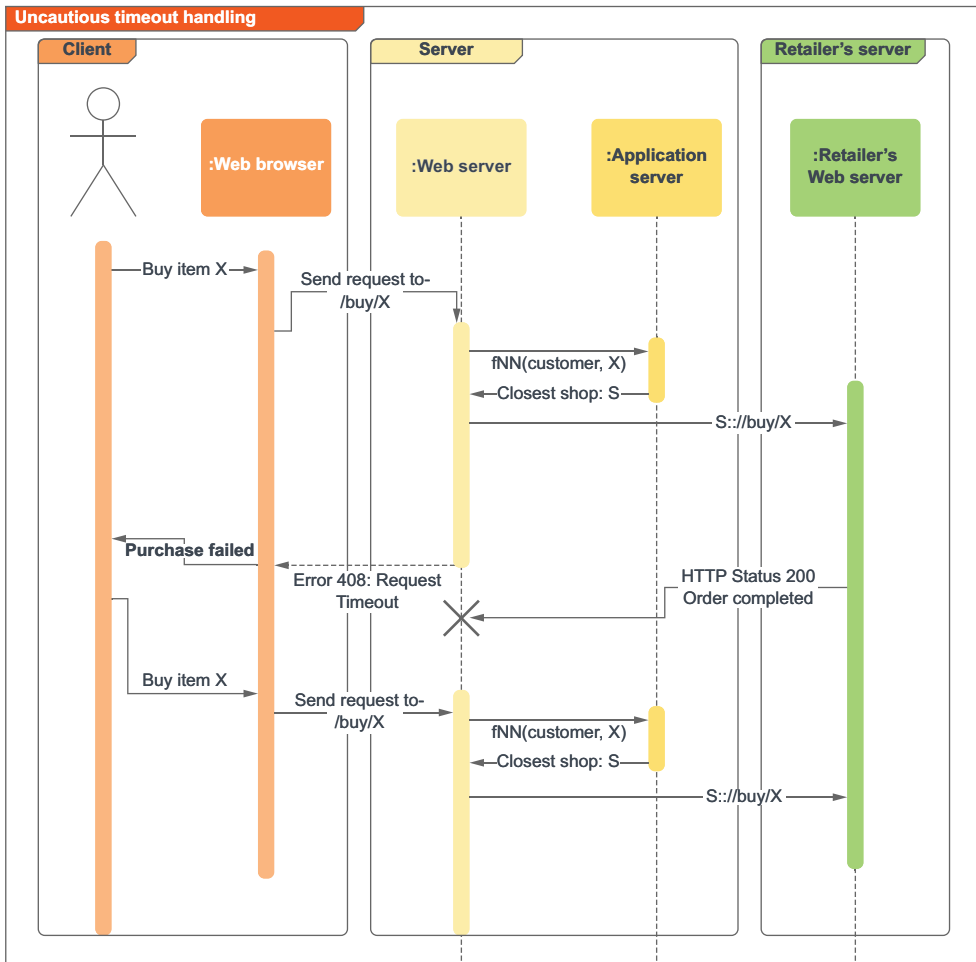 Uncautious timeout handling
Client
Server
Retailer's server
:Web browser
:Web server
:Application
server
:Retailer's
Web server
Buy item X
Send request to-
/buy/X
fNN(customer, X)
Closest shop: S
S:://buy/X
Purchase failed
Error 408: Request
Timeout
HTTP Status 200
Order completed
Buy item X
Send request to-
/buy/X
fNN(customer, X)
Closest shop: S
S:://buy/X